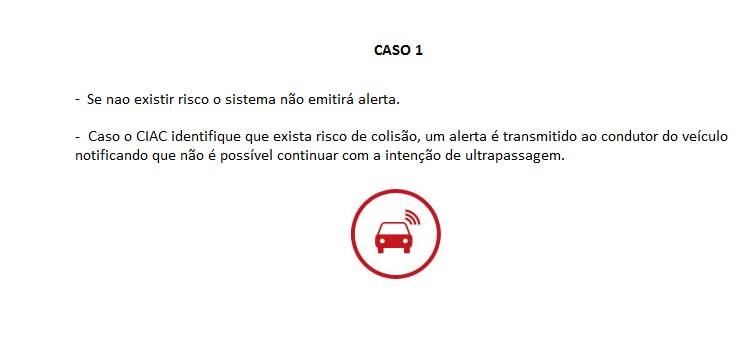 CASO 1
- Se nao existir risco o sistema não emitirá alerta.
- Caso o CIAC identifique que exista risco de colisão, um alerta é transmitido ao condutor do veículo
notificando que não é possível continuar com a intenção de ultrapassagem.